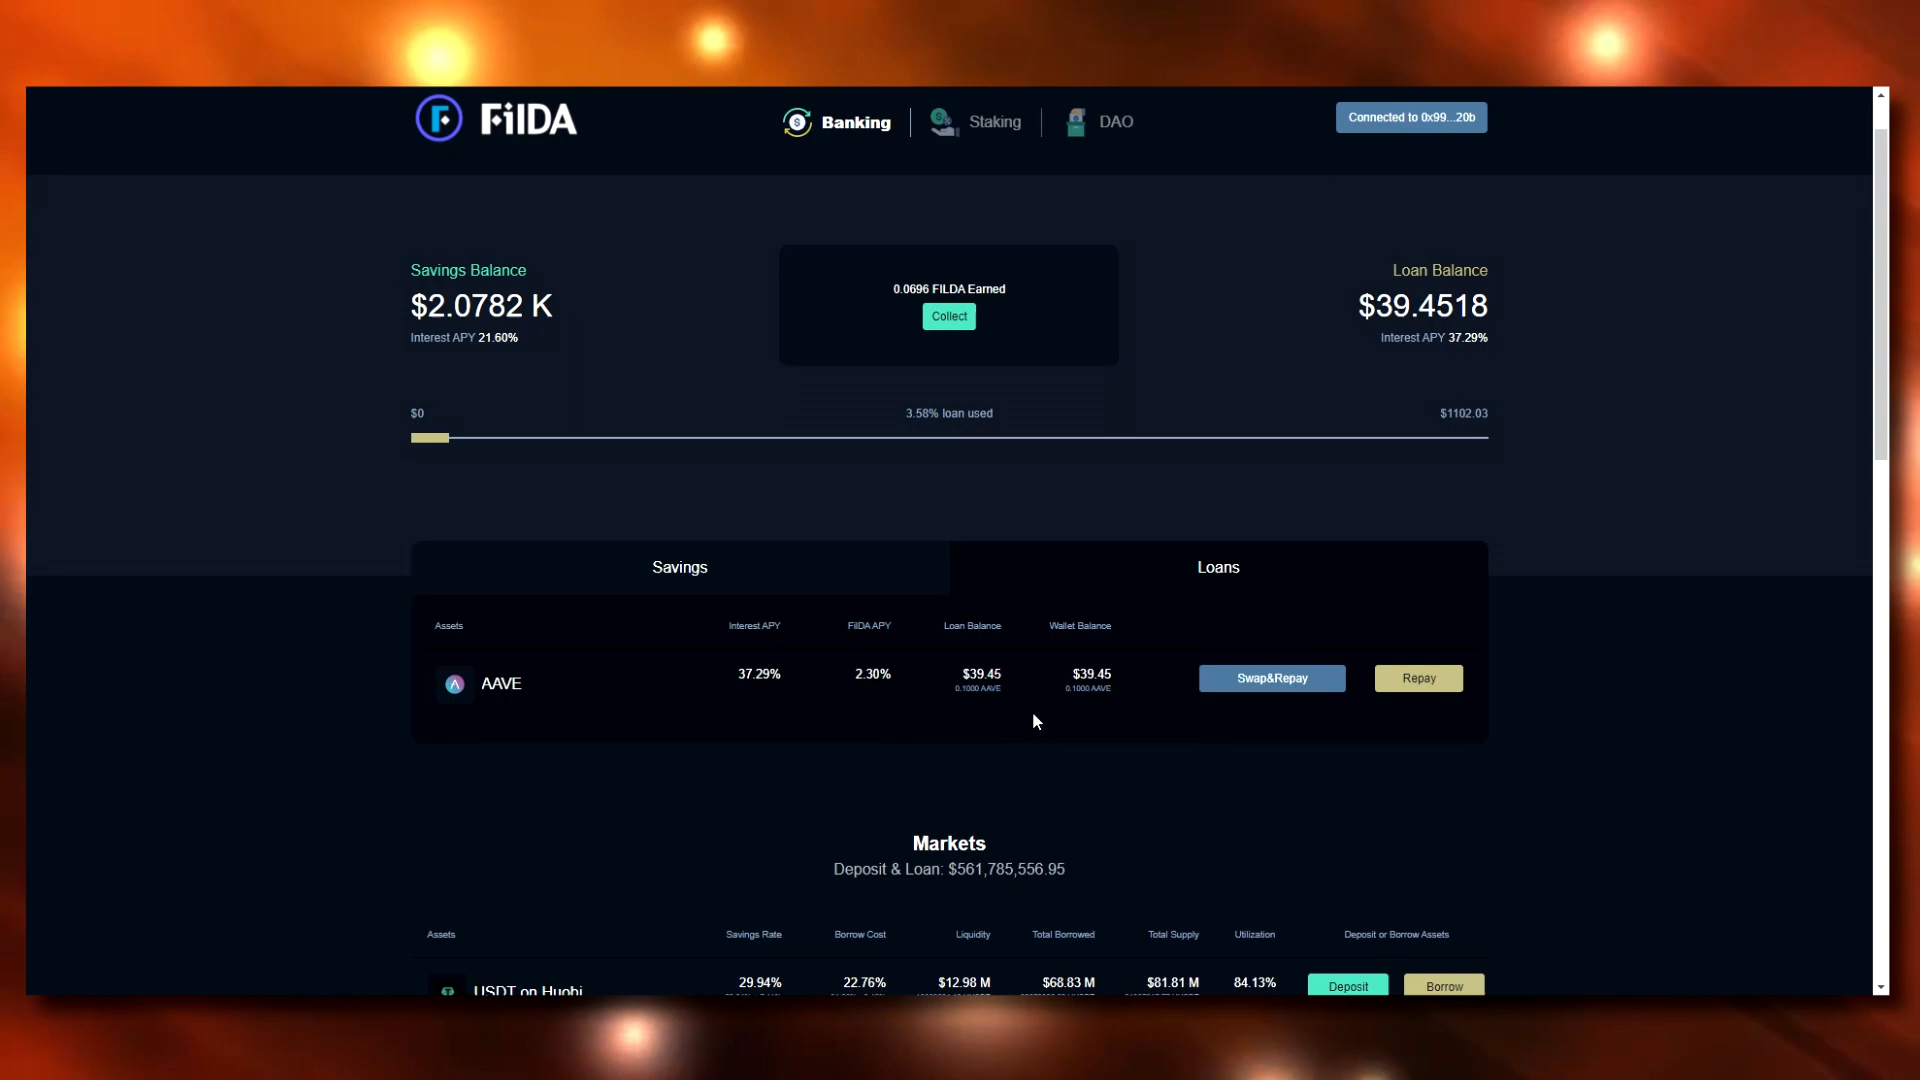 FilDA
Banking
Staking
DAO
Connected to 0x99...20b
Savings Balance
$2.0782 K
Interest APY 21.60%
0.0696 FILDA Earned
Collect
Loan Balance
$39.4518
Interest APY 37.29%
$0
3.58% loan used
$1102.03
Savings
Loans
Assets Interest APY FilDA APY Loan Balance Wallet Balance
AAVE 37.29% 2.30% $39.45 $39.45 Swap&Repay Repay
0.1000 AAVE 0.1000 AAVE
Markets
Deposit & Loan: $561,785,556.95
Assets Savings Rate Borrow Cost Liquidity Total Borrowed Total Supply Utilization Deposit or Borrow Assets
USDT on Huobi 29.94% 22.76% $12.98 M $68.83 M $81.81 M 84.13% Deposit Borrow